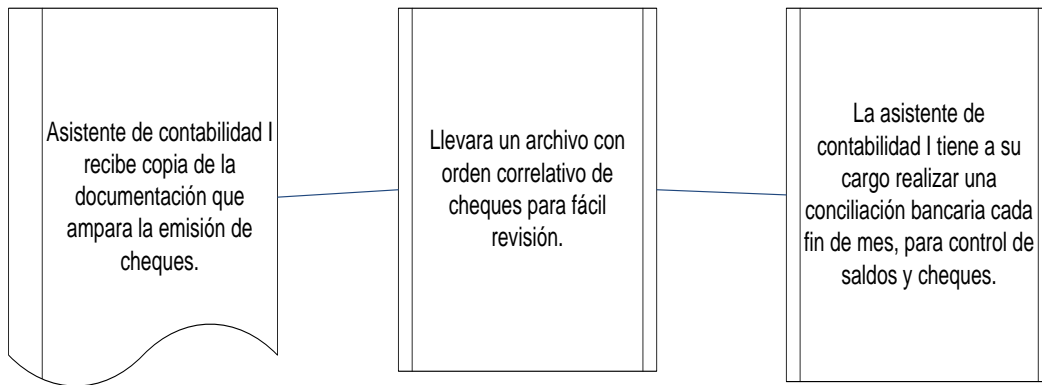 Asistente de contabilidad I
recibe copia de la
documentación que
ampara la emisión de
cheques.
Llevara un archivo con
orden correlativo de
cheques para fácil
revisión.
La asistente de
contabilidad I tiene a su
cargo realizar una
conciliación bancaria cada
fin de mes, para control de
saldos y cheques.